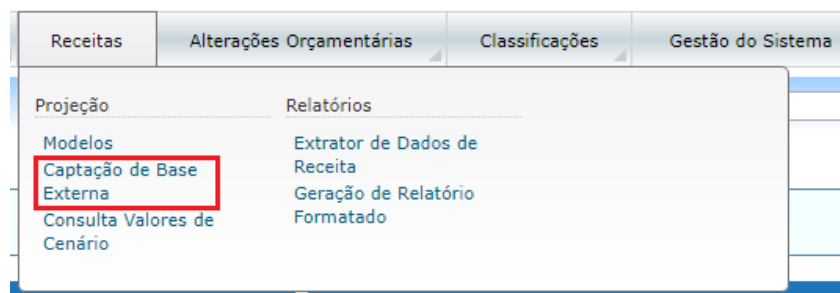 Receitas
Alterações Orçamentárias
Classificações
Gestão do Sistema
Projeção
Modelos
Captação de Base
Externa
Consulta Valores de
Cenário
Relatórios
Extrator de Dados de
Receita
Geração de Relatório
Formatado